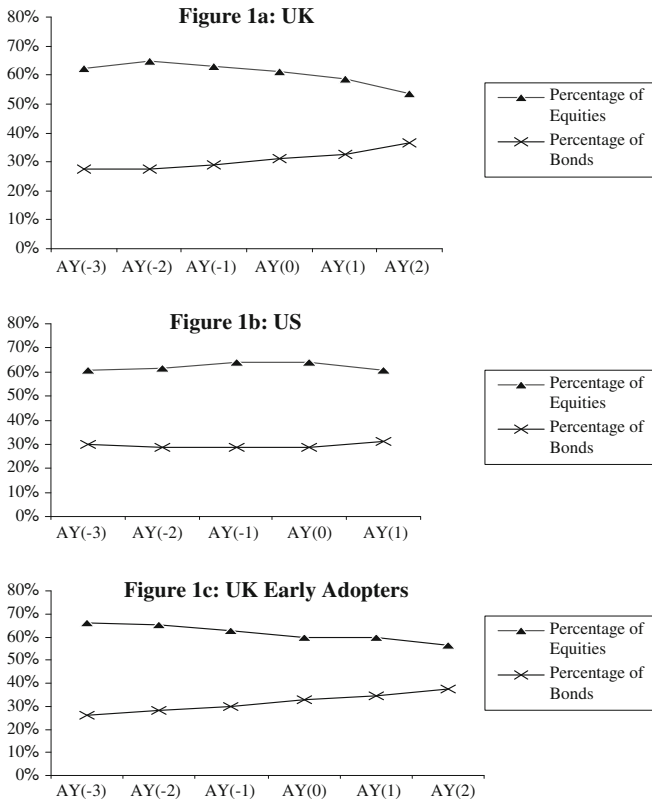 Figure 1a: UK
80%
70%
60%
50%
40%
30%
20%
10%
0%
AY(-3) AY(-2) AY(-1) AY(0) AY(1) AY(2)
Percentage of
Equities
Percentage of
Bonds
Figure 1b: US
80%
70%
60%
50%
40%
30%
20%
10%
0%
AY(-3) AY(-2) AY(-1) AY(0) AY(1)
Percentage of
Equities
Percentage of
Bonds
Figure 1c: UK Early Adopters
80%
70%
60%
50%
40%
30%
20%
10%
0%
AY(-3) AY(-2) AY(-1) AY(0) AY(1) AY(2)
Percentage of
Equities
Percentage of
Bonds